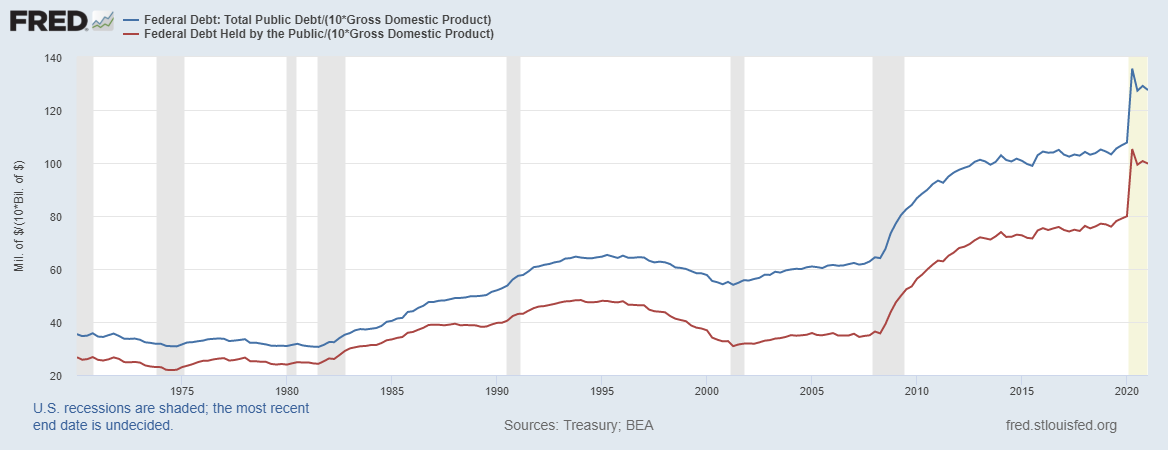 FRED
Federal Debt: Total Public Debt/(10*Gross Domestic Product)
Federal Debt Held by the Public/(10*Gross Domestic Product)
Mil. of $/(10*Bil. of $)
140
120
100
80
60
40
20
1975
1980
1985
1990
1995
2000
2005
2010
2015
2020
U.S. recessions are shaded; the most recent
end date is undecided.
Sources: Treasury; BEA
fred.stlouisfed.org